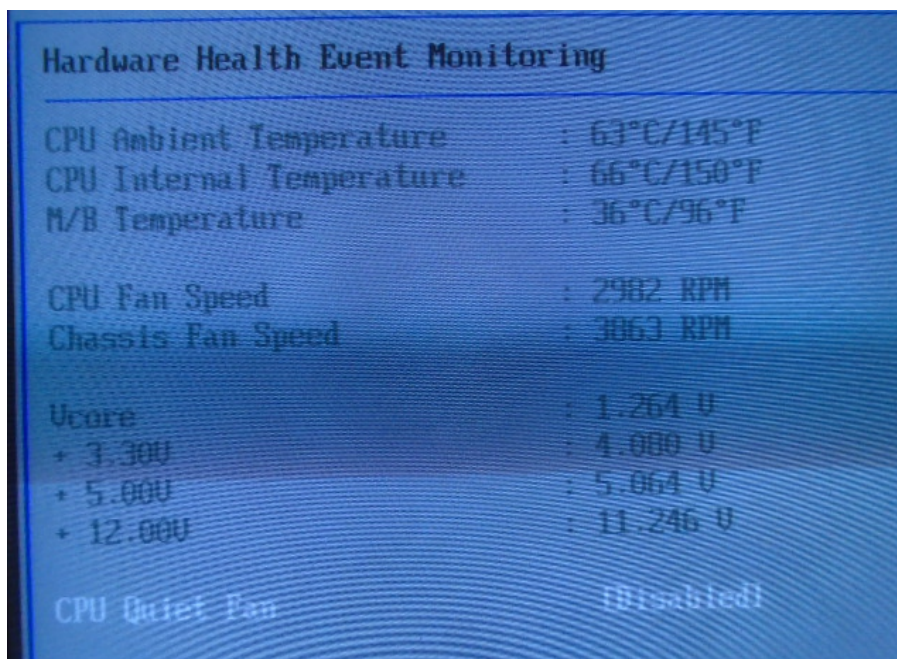 Hardware Health Event Monitoring
CPU Ambient Temperature : 63°C/145°F
CPU Internal Temperature : 66°C/150°F
M/B Temperature : 36°C/96°F
CPU Fan Speed : 2982 RPM
Chassis Fan Speed : 3063 RPM
Vcore : 1.264 V
+ 3.30V : 4.080 V
+ 5.00V : 5.064 V
+ 12.00V : 11.246 V
CPU Quiet Fan [Disabled]